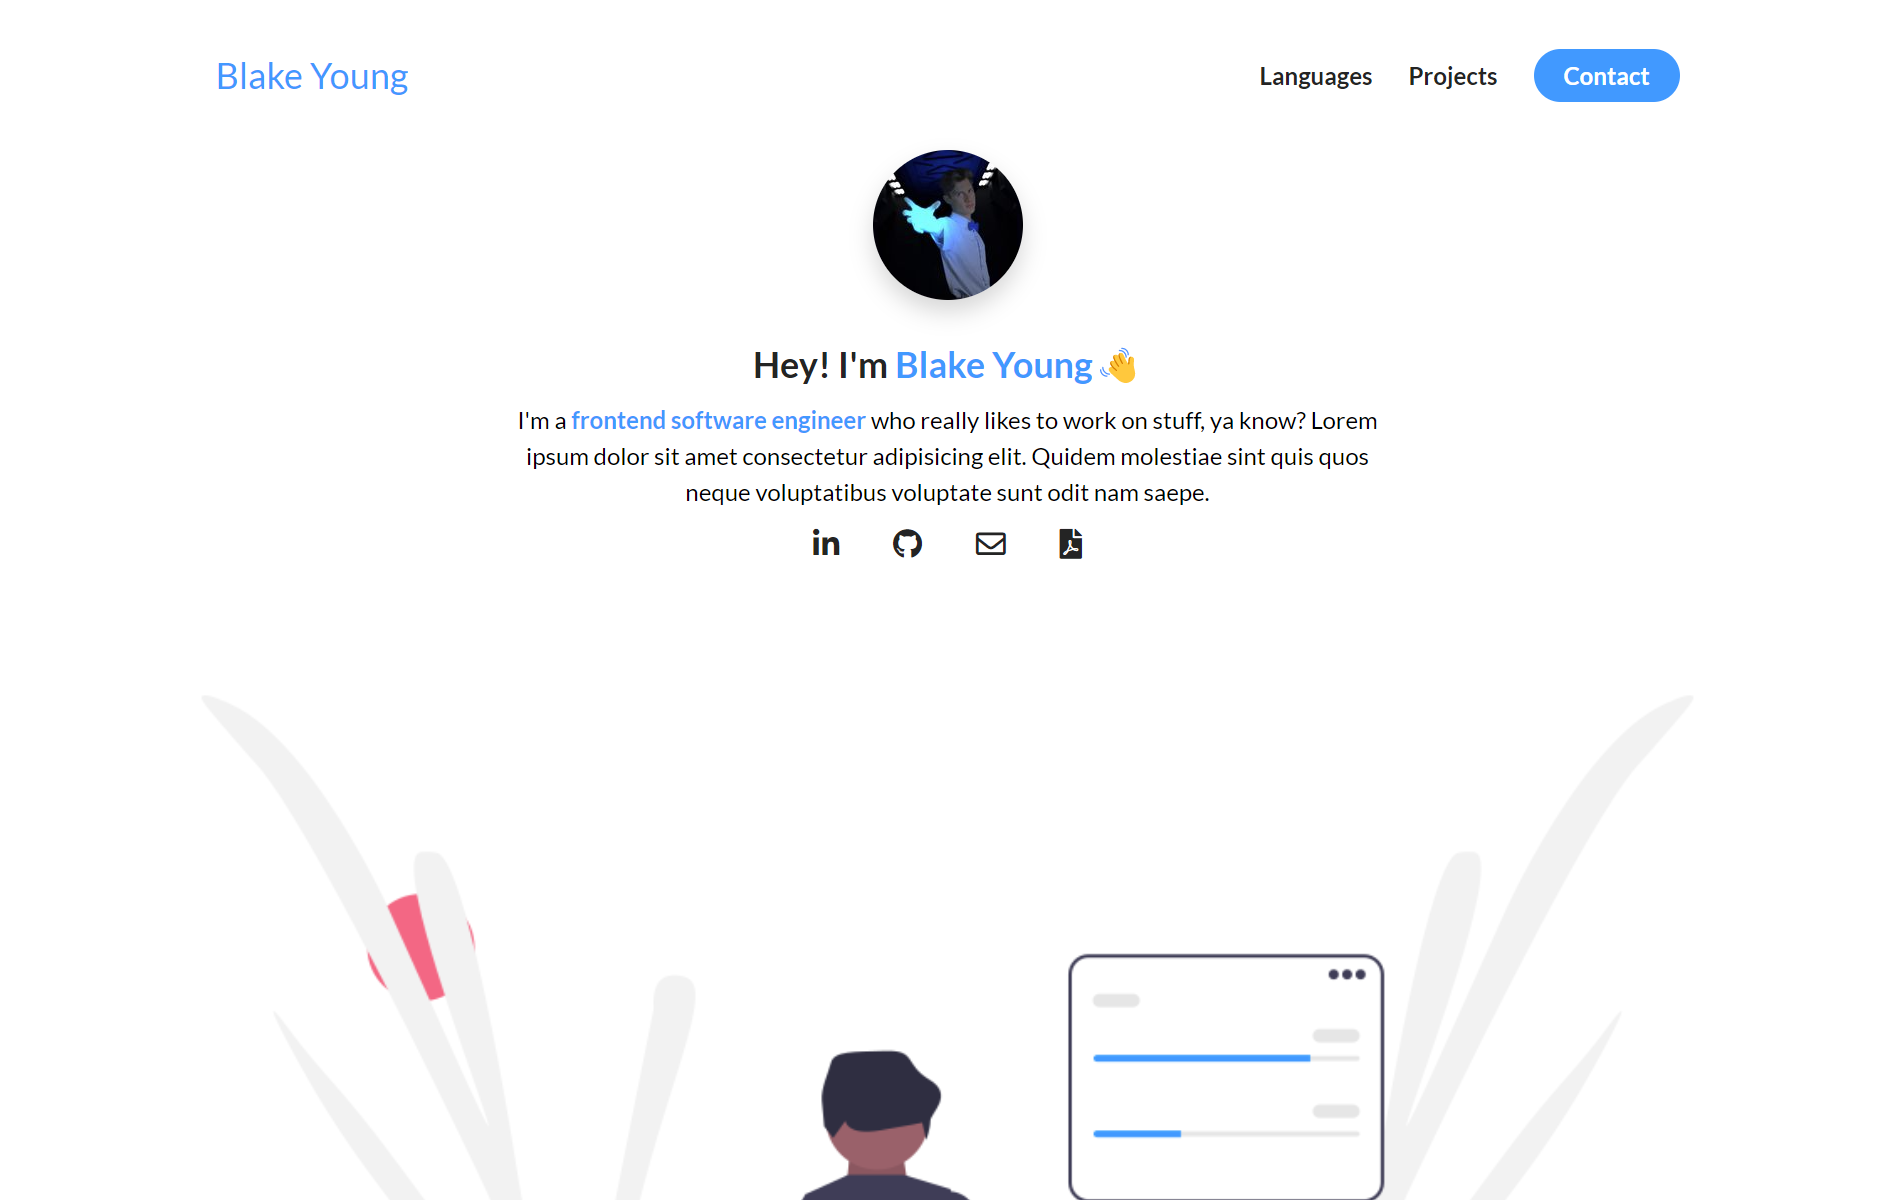 Blake Young
Languages Projects Contact
Hey! I'm Blake Young 👋
I'm a frontend software engineer who really likes to work on stuff, ya know? Lorem
ipsum dolor sit amet consectetur adipisicing elit. Quidem molestiae sint quis quos
neque voluptatibus voluptate sunt odit nam saepe.